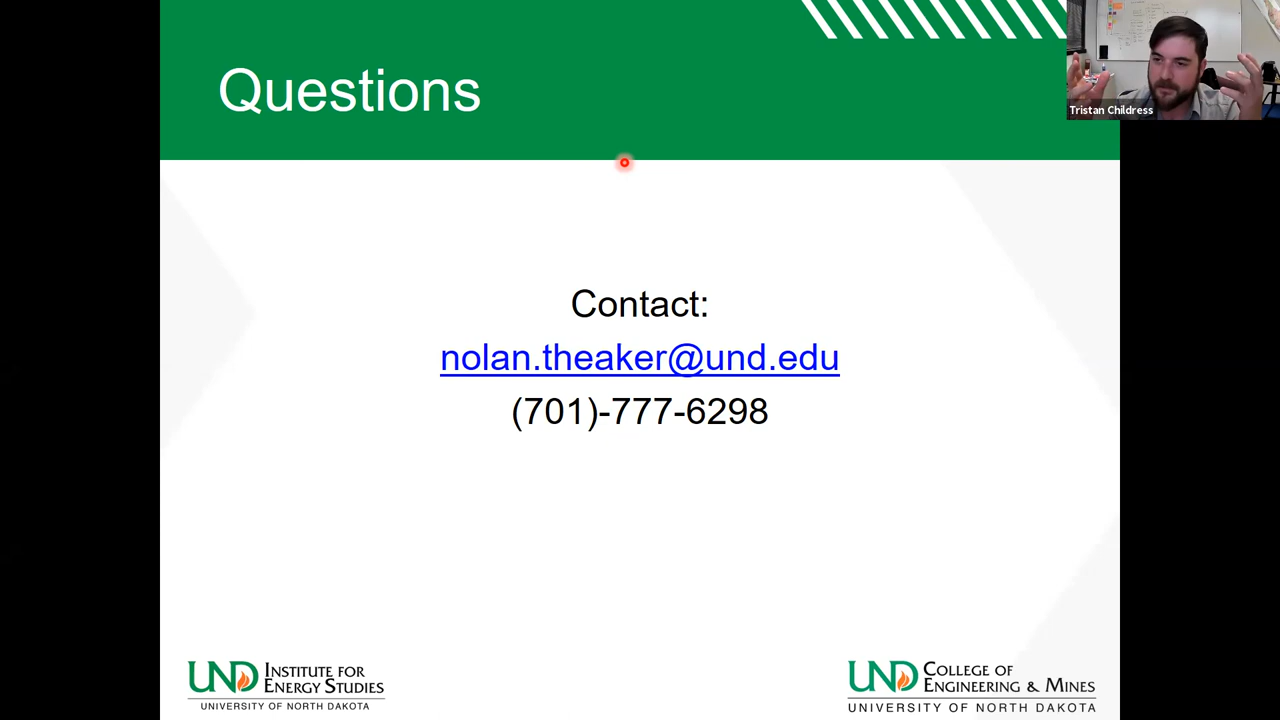 Questions
Tristan Childress
Contact:
nolan.theaker@und.edu
(701)-777-6298
UND INSTITUTE FOR
ENERGY STUDIES
UNIVERSITY OF NORTH DAKOTA
UND COLLEGE OF
ENGINEERING & MINES
UNIVERSITY OF NORTH DAKOTA